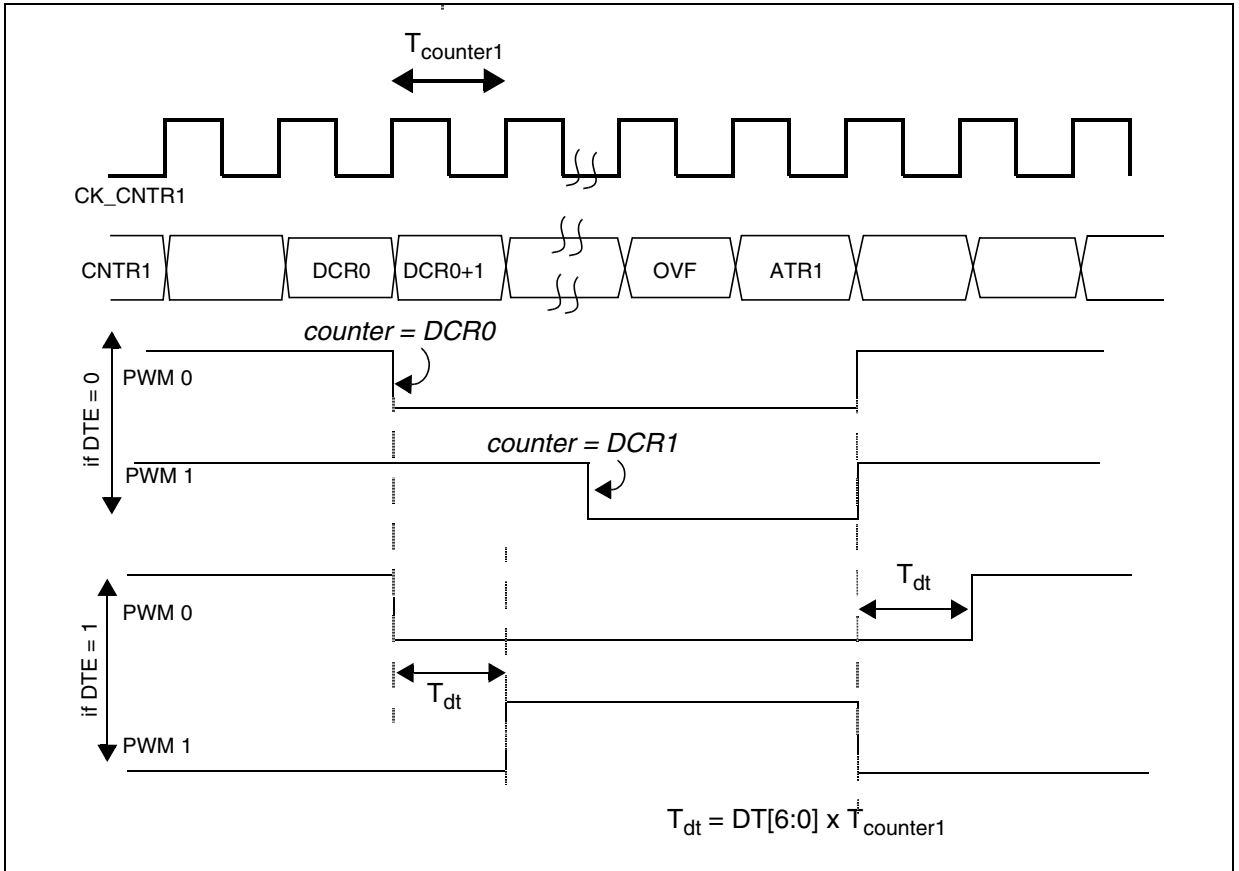 Tcounter1
CK_CNTR1
CNTR1 DCR0 DCR0+1 OVF ATR1
counter = DCR0
if DTE = 0
PWM 0
counter = DCR1
PWM 1
Tdt
if DTE = 1
PWM 0
Tdt
PWM 1
Tdt = DT[6:0] x Tcounter1